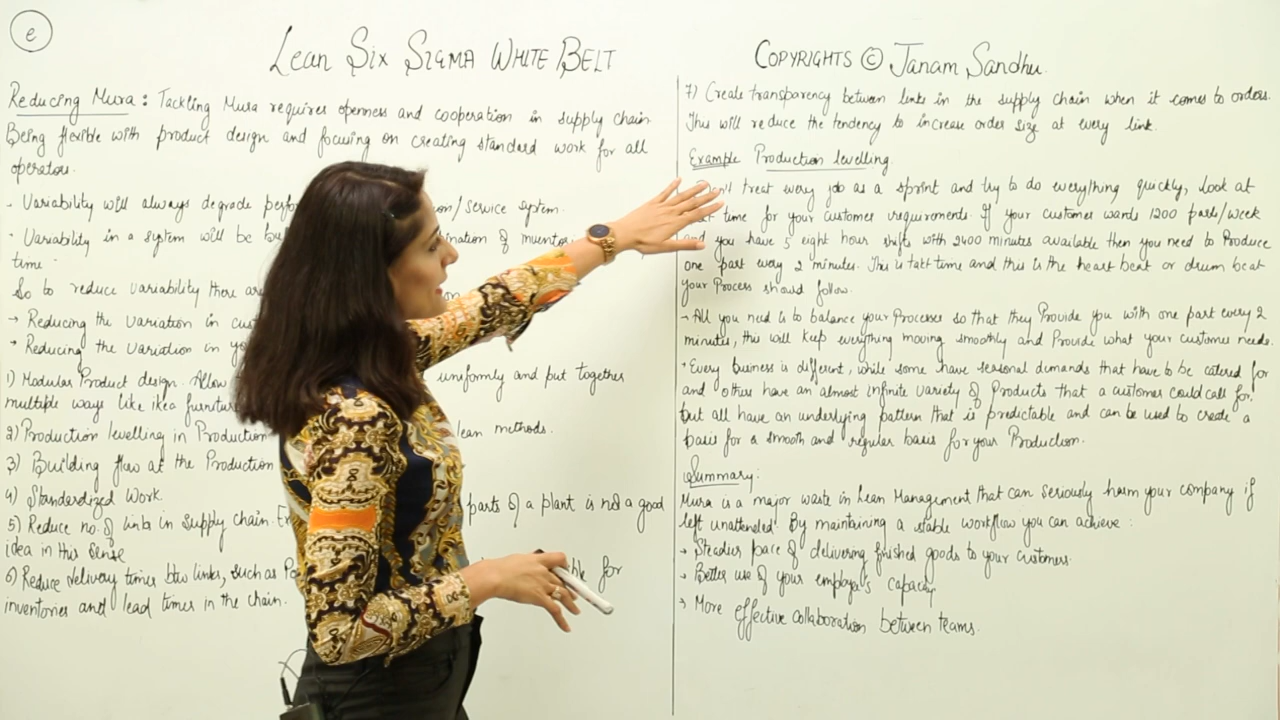 e
Lean Six Sigma White Belt
Copyrights © Janam Sandhu.
Reducing Mura: Tackling Mura requires openness and cooperation in supply chain.
Being flexible with product design and focusing on creating standard work for all
operators.
- Variability will always degrade perfo on/service system.
- Variability in a system will be bu ination of invento
time.
So to reduce variability there are
→ Reducing the variation in cus
→ Reducing the variation in yo
1) Modular Product design. Allow uniformly and put together
multiple ways like ikea furniture
2) Production levelling in Production lean methods.
3) Building flow at the Production
4) Standardized Work.
5) Reduce no. of links in supply chain. parts of a plant is not a good
idea in this sense
6) Reduce delivery times btw links, such as for
inventories and lead times in the chain.
7) Create transparency between links in the supply chain when it comes to orders.
This will reduce the tendency to increase order size at every link.
Example Production levelling.
treat every job as a sprint and try to do everything quickly, look at
time for your customer requirements. If your customer wants 1200 parts/week
and you have 5 eight hour shifts with 2400 minutes available then you need to Produce
one part every 2 minutes. This is takt time and this is the heart beat or drum beat
your Process should follow.
→ All you need is to balance your Processes so that they Provide you with one part every 2
minutes, this will keep everything moving smoothly and Provide what your customer needs.
- Every business is different, while some have seasonal demands that have to be catered for
and others have an almost infinite variety of Products that a customer could call for.
but all have an underlying pattern that is predictable and can be used to create a
basis for a smooth and regular basis for your Production.
Summary:
Mura is a major waste in Lean Management that can seriously harm your company if
left unattended. By maintaining a stable workflow you can achieve:
→ Steadier pace of delivering finished goods to your customers.
→ Better use of your employee's capacity
→ More effective collaboration between teams.